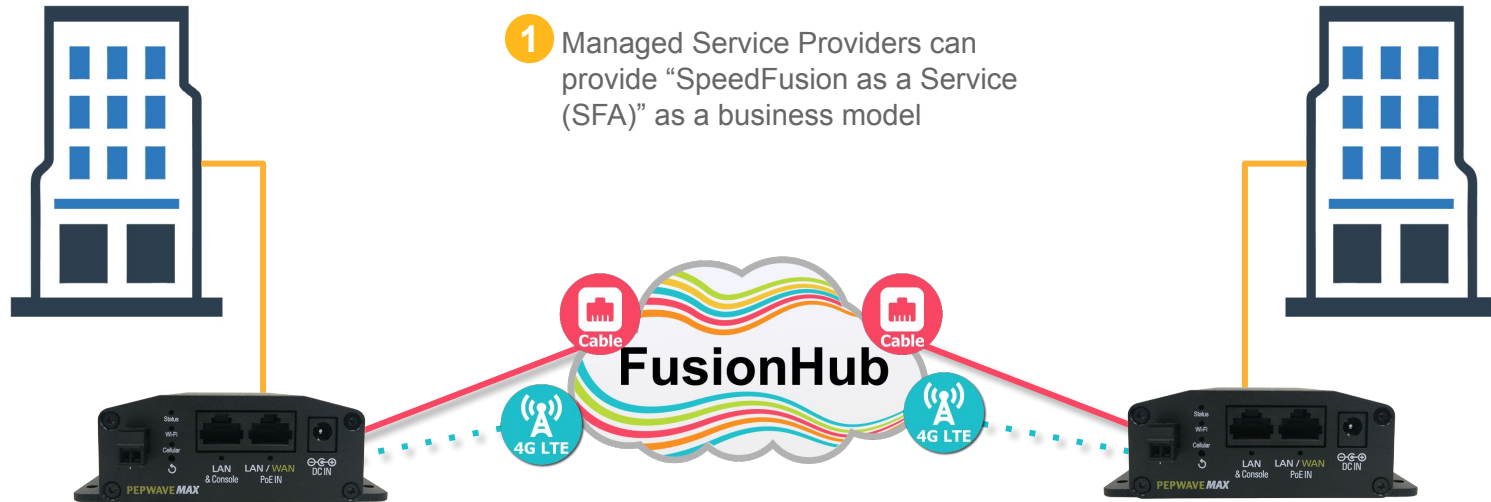 1
Managed Service Providers can
provide “SpeedFusion as a Service
(SFA)” as a business model
Cable
Cable
FusionHub
4G LTE
4G LTE
Status
Wi-Fi
Cellular
LAN
& Console
LAN / WAN
PoE IN
DC IN
PEPWAVE MAX
Status
Wi-Fi
Cellular
LAN
& Console
LAN / WAN
PoE IN
DC IN
PEPWAVE MAX